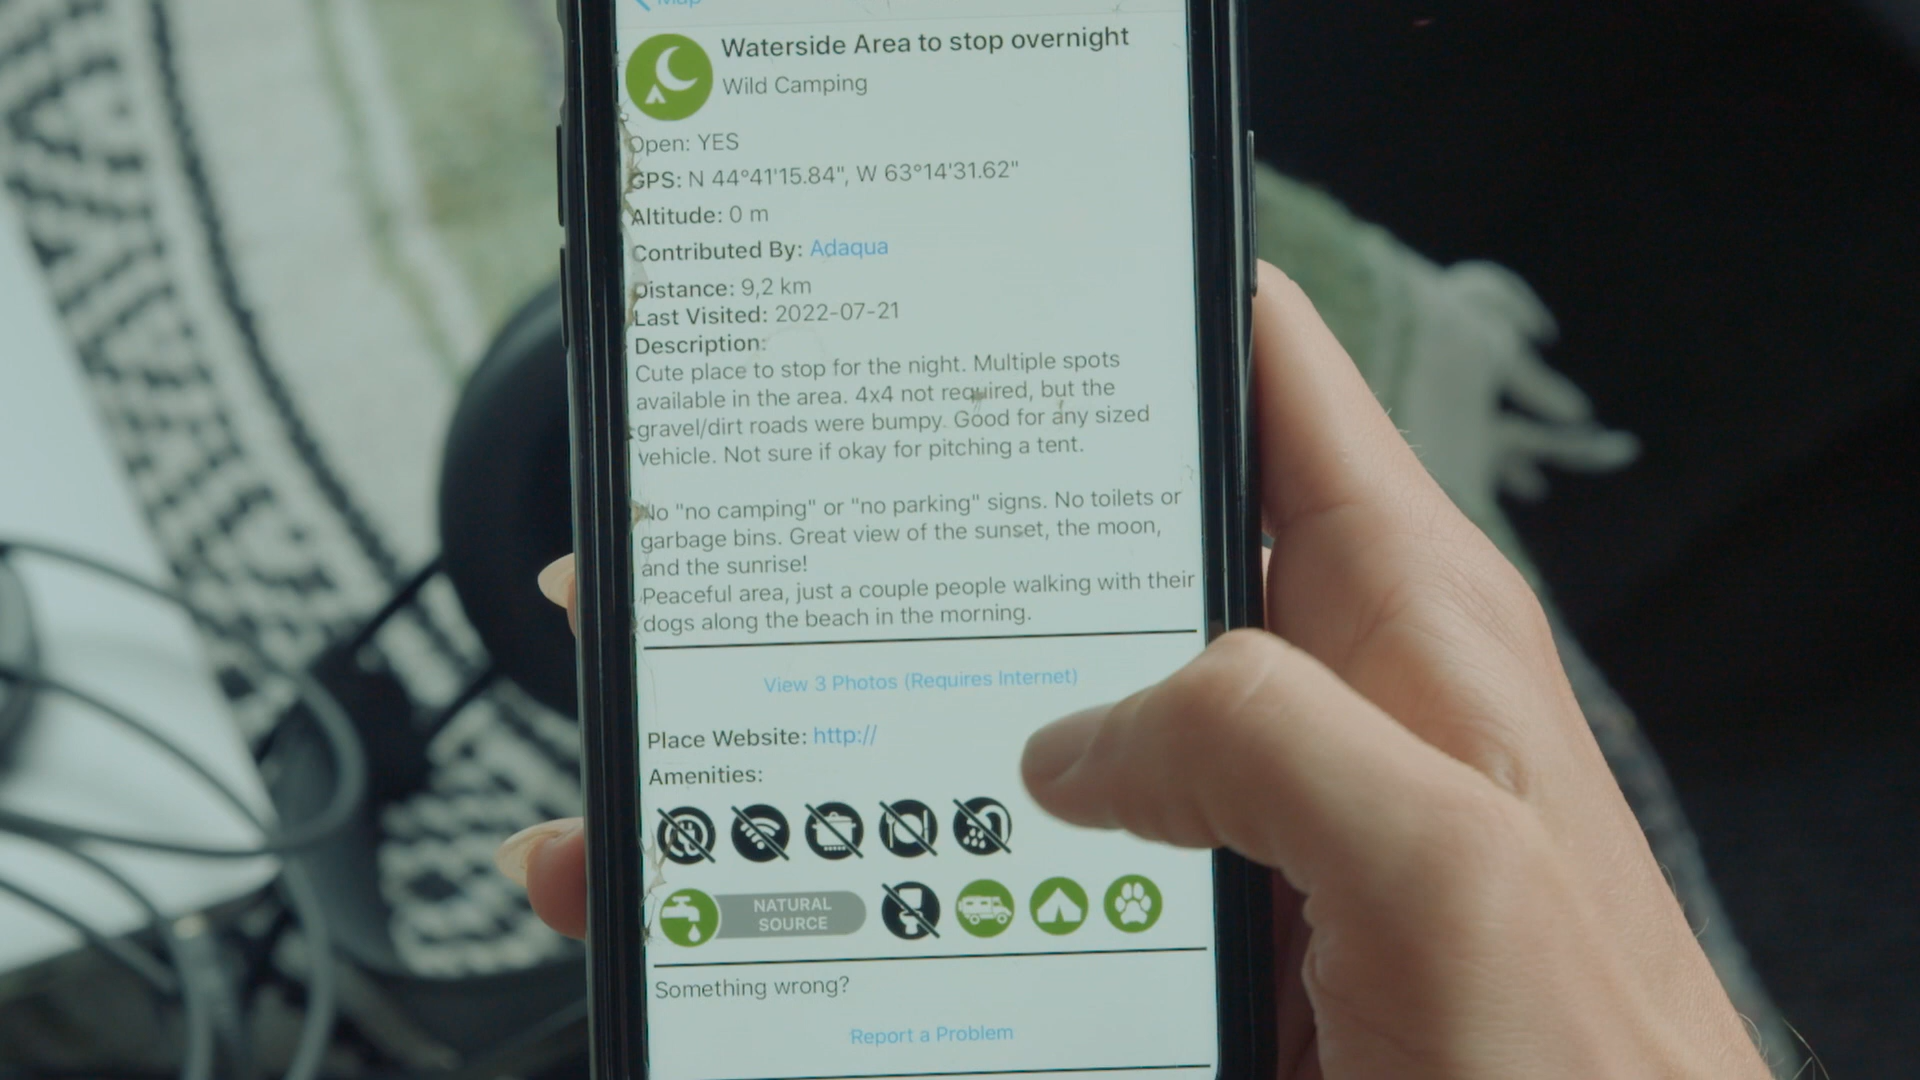 Map
Waterside Area to stop overnight
Wild Camping
Open: YES
GPS: N 44°41'15.84", W 63°14'31.62"
Altitude: 0 m
Contributed By: Adaqua
Distance: 9,2 km
Last Visited: 2022-07-21
Description:
Cute place to stop for the night. Multiple spots
available in the area. 4x4 not required, but the
gravel/dirt roads were bumpy. Good for any sized
vehicle. Not sure if okay for pitching a tent.
No "no camping" or "no parking" signs. No toilets or
garbage bins. Great view of the sunset, the moon,
and the sunrise!
Peaceful area, just a couple people walking with their
dogs along the beach in the morning.
View 3 Photos (Requires Internet)
Place Website: http://
Amenities:
NATURAL
SOURCE
Something wrong?
Report a Problem